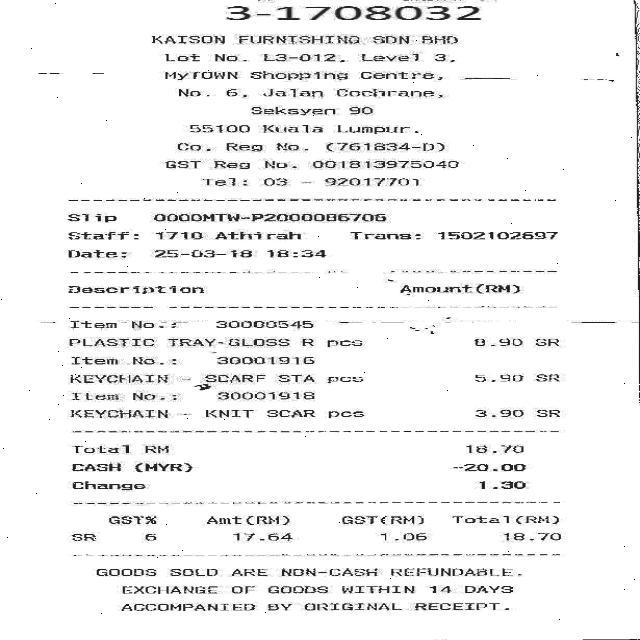 3-1708032
KAISON FURNISHING SDN BHD
Lot No. L3-012, Level 3,
MyTOWN Shopping Centre,
No. 6, Jalan Cochrane,
Seksyen 90
55100 Kuala Lumpur.
Co. Reg No. (761834-D)
GST Reg No. 001813975040
Tel: 03 - 92017701
Slip 0000MTW-P2000086706
Staff: 1710 Athirah Trans: 1502102697
Date: 25-03-18 18:34
Description Amount(RM)
Item No.: 30000545
PLASTIC TRAY-GLOSS R pcs 8.90 SR
Item No.: 30001916
KEYCHAIN - SCARF STA pcs 5.90 SR
Item No.: 30001918
KEYCHAIN - KNIT SCAR pcs 3.90 SR
Total RM 18.70
CASH (MYR) -20.00
Change 1.30
GST% Amt(RM) GST(RM) Total(RM)
SR 6 17.64 1.06 18.70
GOODS SOLD ARE NON-CASH REFUNDABLE.
EXCHANGE OF GOODS WITHIN 14 DAYS
ACCOMPANIED BY ORIGINAL RECEIPT.